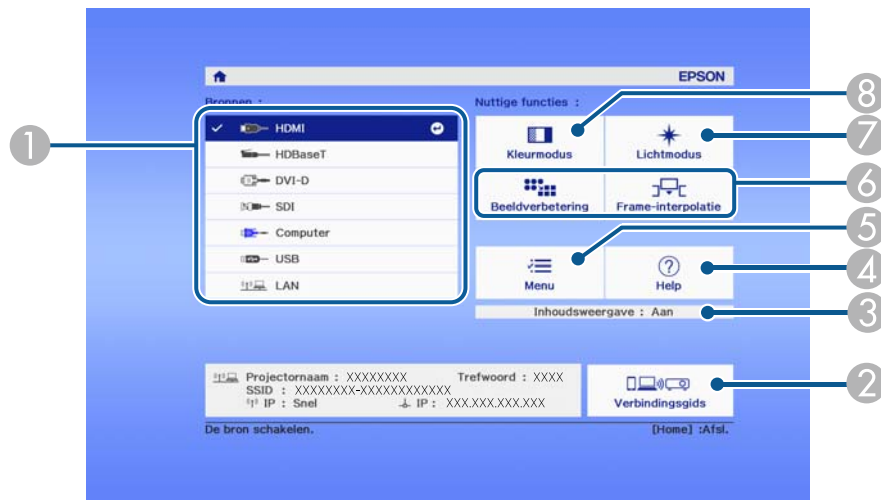 EPSON
Bronnen :
Nuttige functies :
HDMI
HDBaseT
DVI-D
SDI
Computer
USB
LAN
Kleurmodus
Lichtmodus
Beeldverbetering
Frame-interpolatie
Menu
Help
Inhoudsweergave : Aan
Projectornaam : XXXXXXXX Trefwoord : XXXX
SSID : XXXXXXXX-XXXXXXXXXXXX
IP : Snel IP : XXX.XXX.XXX.XXX
Verbindingsgids
De bron schakelen. [Home] :Afsl.
1
8
7
6
5
4
3
2